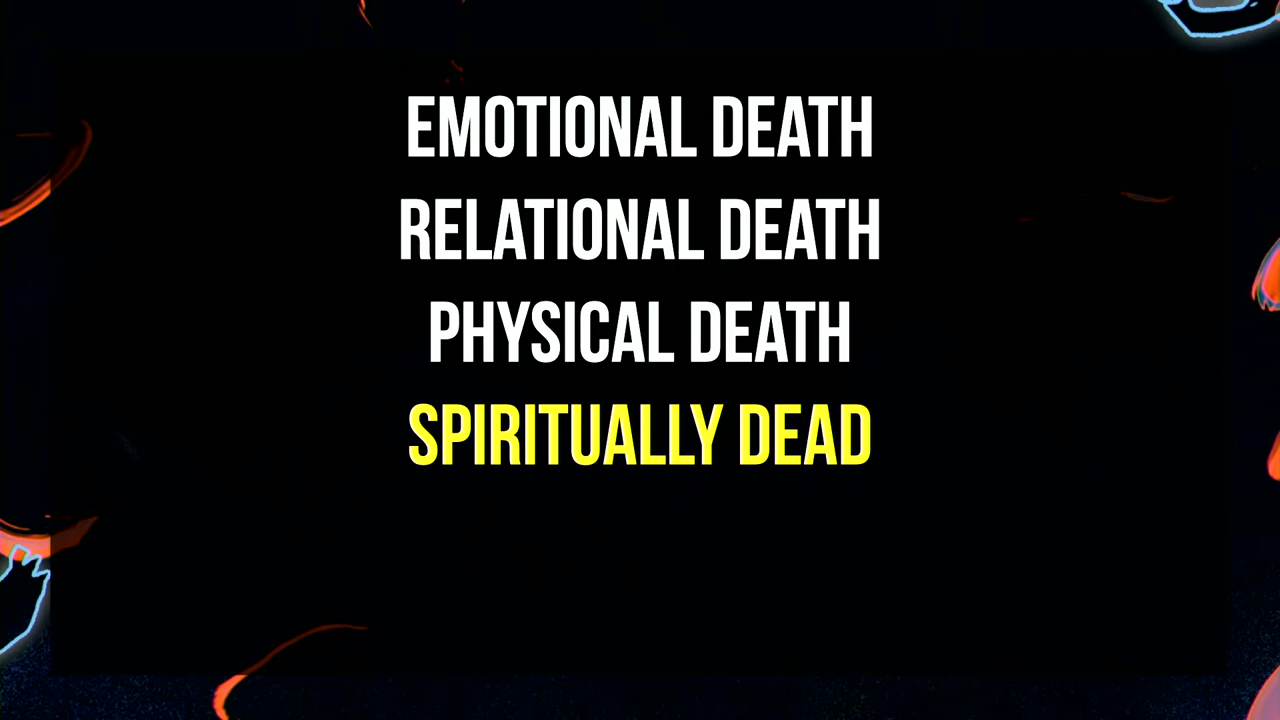 EMOTIONAL DEATH
RELATIONAL DEATH
PHYSICAL DEATH
SPIRITUALLY DEAD